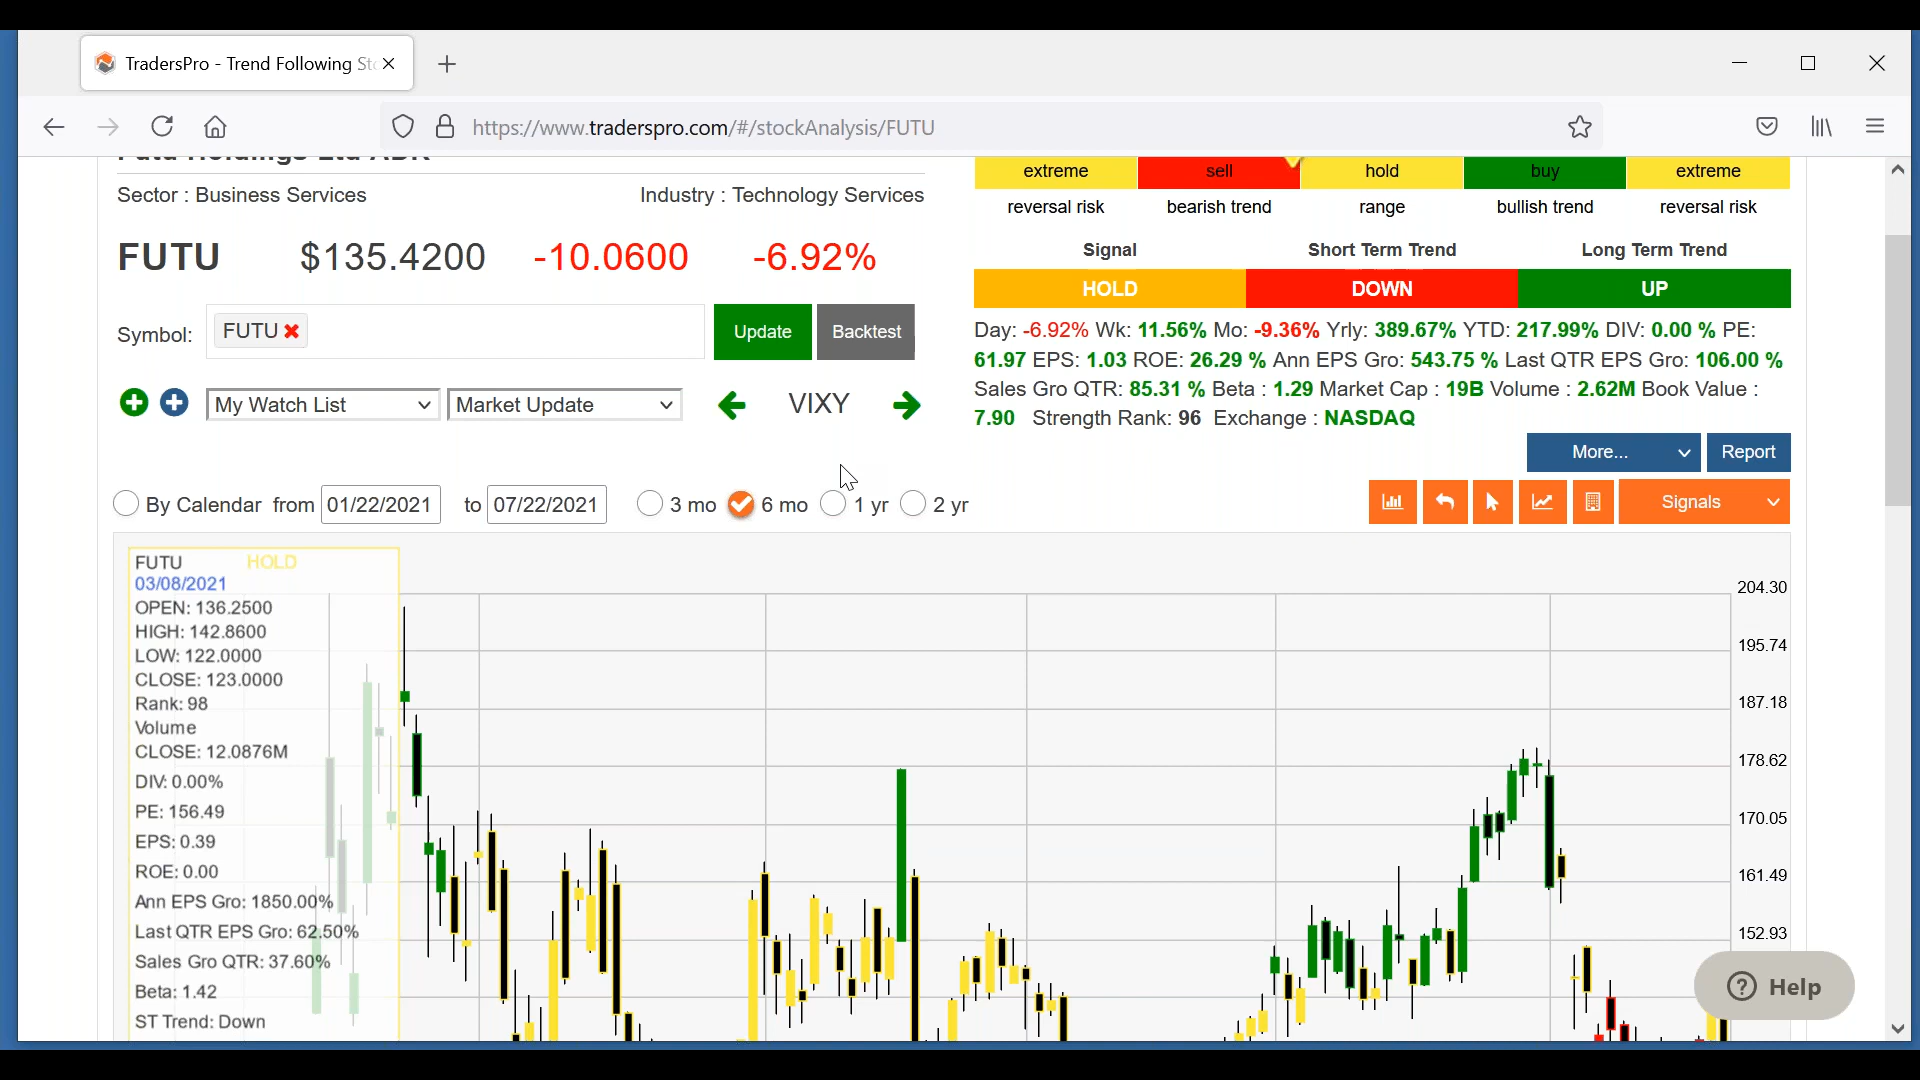 TradersPro - Trend Following Sto
https://www.traderspro.com/#/stockAnalysis/FUTU
Futu Holdings Ltd ADR
extreme sell hold buy extreme
Sector : Business Services Industry : Technology Services
reversal risk bearish trend range bullish trend reversal risk
FUTU $135.4200 -10.0600 -6.92%
Signal Short Term Trend Long Term Trend
HOLD DOWN UP
Symbol: FUTU Update Backtest
Day: -6.92% Wk: 11.56% Mo: -9.36% Yrly: 389.67% YTD: 217.99% DIV: 0.00 % PE:
61.97 EPS: 1.03 ROE: 26.29 % Ann EPS Gro: 543.75 % Last QTR EPS Gro: 106.00 %
Sales Gro QTR: 85.31 % Beta : 1.29 Market Cap : 19B Volume : 2.62M Book Value :
7.90 Strength Rank: 96 Exchange : NASDAQ
My Watch List Market Update VIXY
More... Report
By Calendar from 01/22/2021 to 07/22/2021 3 mo 6 mo 1 yr 2 yr
Signals
FUTU HOLD
03/08/2021
OPEN: 136.2500
HIGH: 142.8600
LOW: 122.0000
CLOSE: 123.0000
Rank: 98
Volume
CLOSE: 12.0876M
DIV: 0.00%
PE: 156.49
EPS: 0.39
ROE: 0.00
Ann EPS Gro: 1850.00%
Last QTR EPS Gro: 62.50%
Sales Gro QTR: 37.60%
Beta: 1.42
ST Trend: Down
204.30
195.74
187.18
178.62
170.05
161.49
152.93
Help